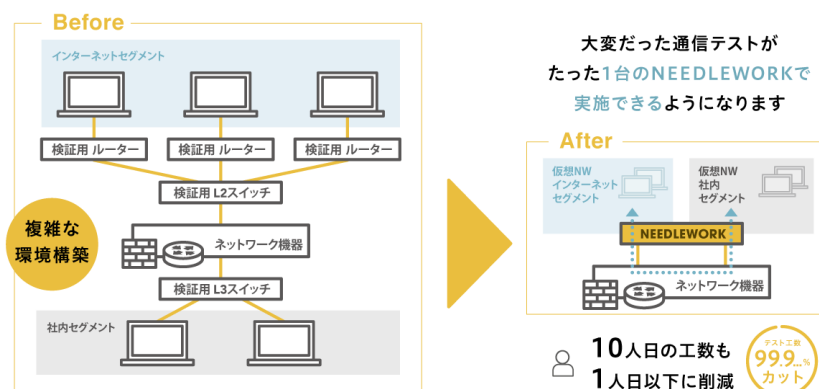 Before
インターネットセグメント
検証用 ルーター
検証用 ルーター
検証用 ルーター
検証用 L2スイッチ
複雑な
環境構築
ネットワーク機器
検証用 L3スイッチ
社内セグメント
大変だった通信テストが
たった1台のNEEDLEWORKで
実施できるようになります
After
仮想NW
インターネット
セグメント
仮想NW
社内
セグメント
NEEDLEWORK
ネットワーク機器
10人日の工数も
1人日以下に削減
テスト工数
99.9...%
カット